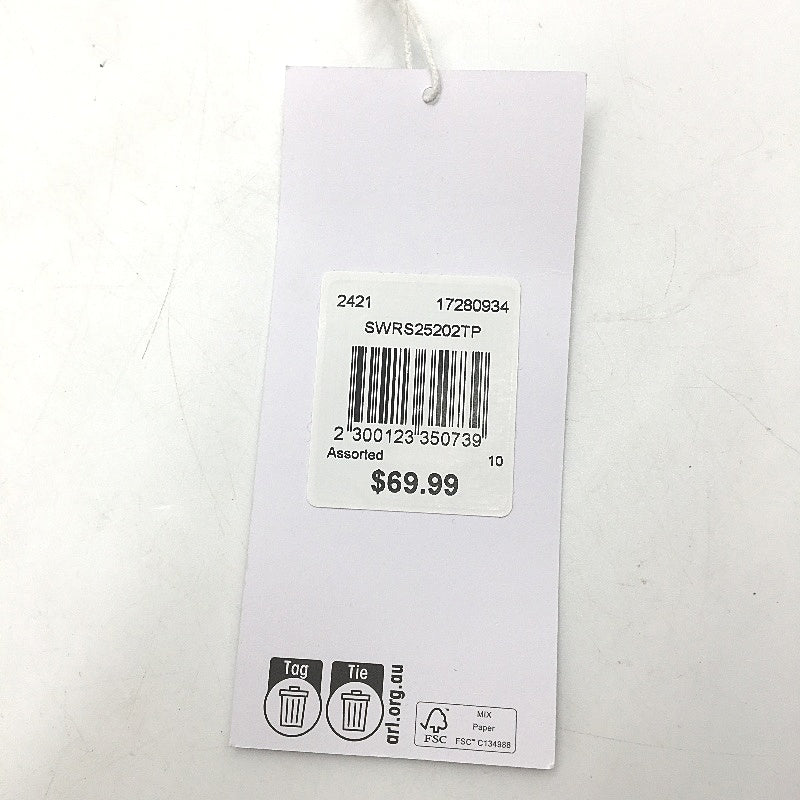 2421 17280934
SWRS25202TP
2 300123 350739
Assorted 10
$69.99
Tag Tie
arl.org.au
MIX
Paper
FSC FSC™ C134988